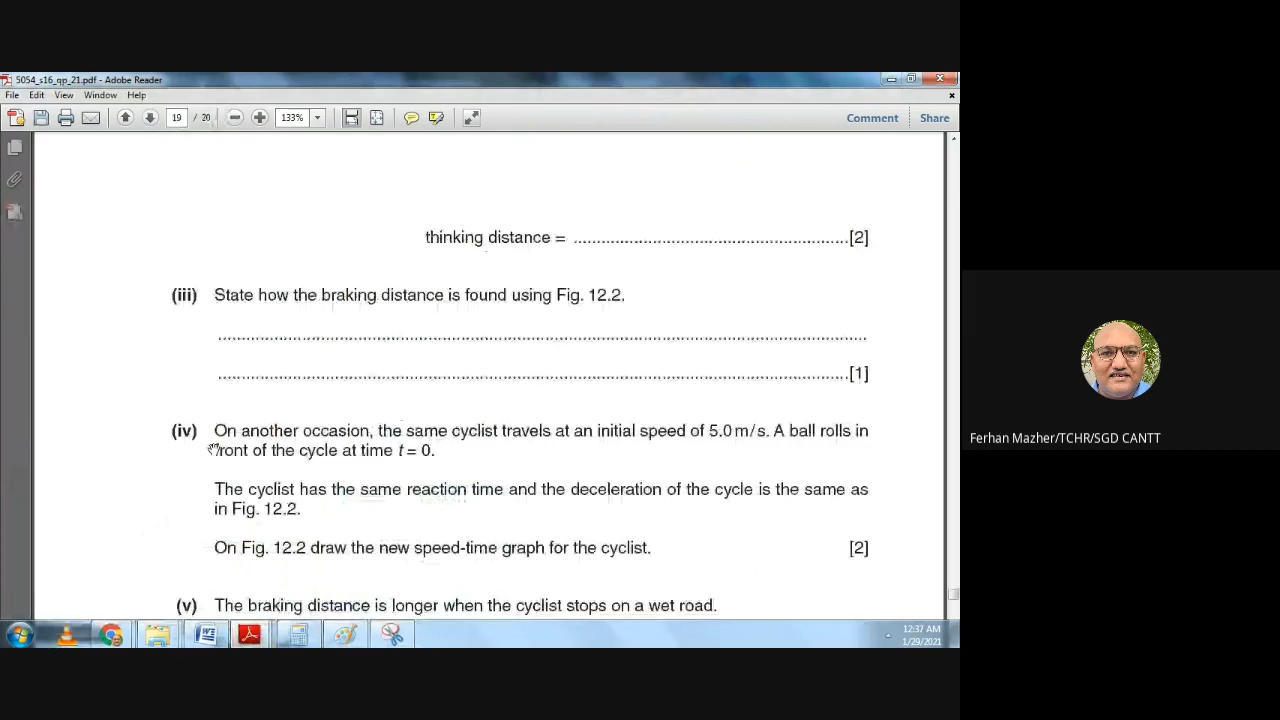 5054_s16_qp_21.pdf - Adobe Reader
File Edit View Window Help
19 / 20 133% Comment Share
thinking distance = ........................................................[2]
(iii) State how the braking distance is found using Fig. 12.2.
........................................................
........................................................[1]
(iv) On another occasion, the same cyclist travels at an initial speed of 5.0 m/s. A ball rolls in
front of the cycle at time t = 0.
Ferhan Mazher/TCHR/SGD CANTT
The cyclist has the same reaction time and the deceleration of the cycle is the same as
in Fig. 12.2.
On Fig. 12.2 draw the new speed-time graph for the cyclist. [2]
(v) The braking distance is longer when the cyclist stops on a wet road.
12:37 AM
1/29/2021